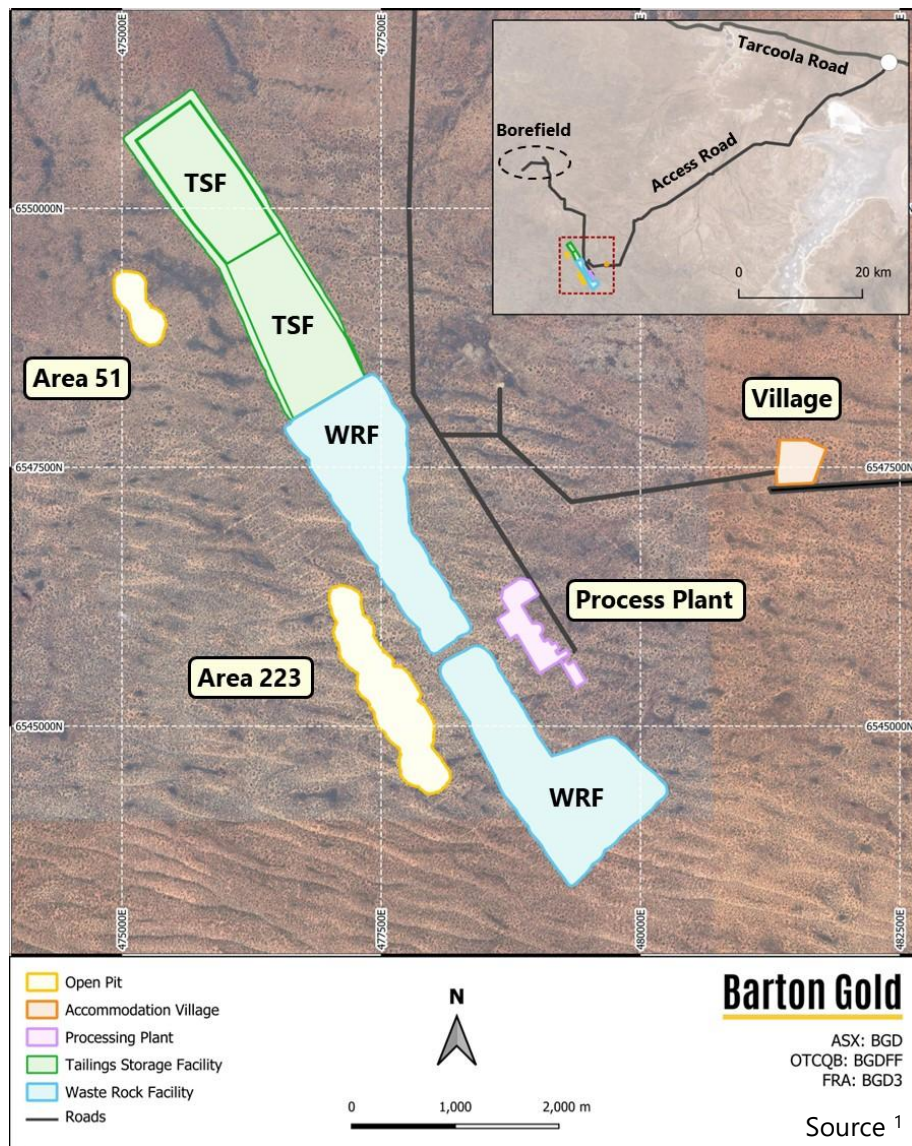 475000E
477500E
Tarcoola Road
Borefield
Access Road
0 20 km
TSF
6550000N
TSF
Area 51
Village
WRF
6547500N
6547500N
Process Plant
Area 223
6545000N
6545000N
WRF
475000E
477500E
480000E
482500E
Open Pit
Accommodation Village
Processing Plant
Tailings Storage Facility
Waste Rock Facility
Roads
N
0 1,000 2,000 m
Barton Gold
ASX: BGD
OTCQB: BGDFF
FRA: BGD3
Source 1